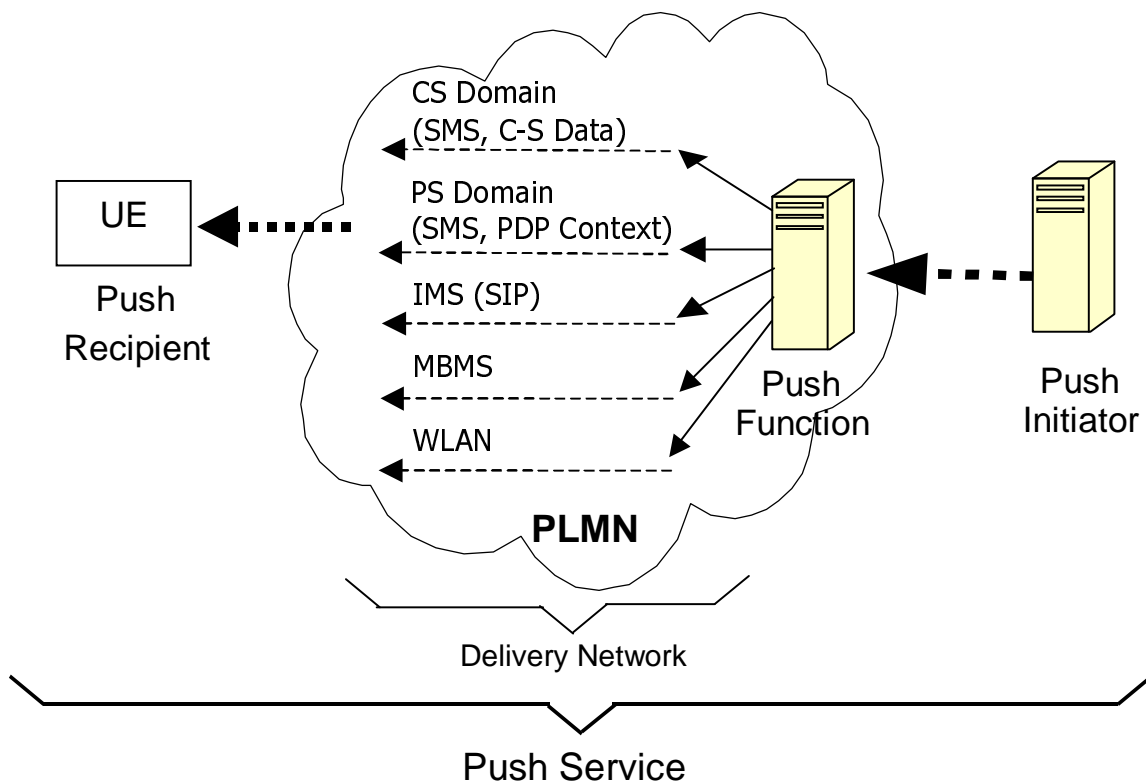 CS Domain
(SMS, C-S Data)
PS Domain
(SMS, PDP Context)
IMS (SIP)
MBMS
WLAN
PLMN
UE
Push
Recipient
Push
Function
Push
Initiator
Delivery Network
Push Service